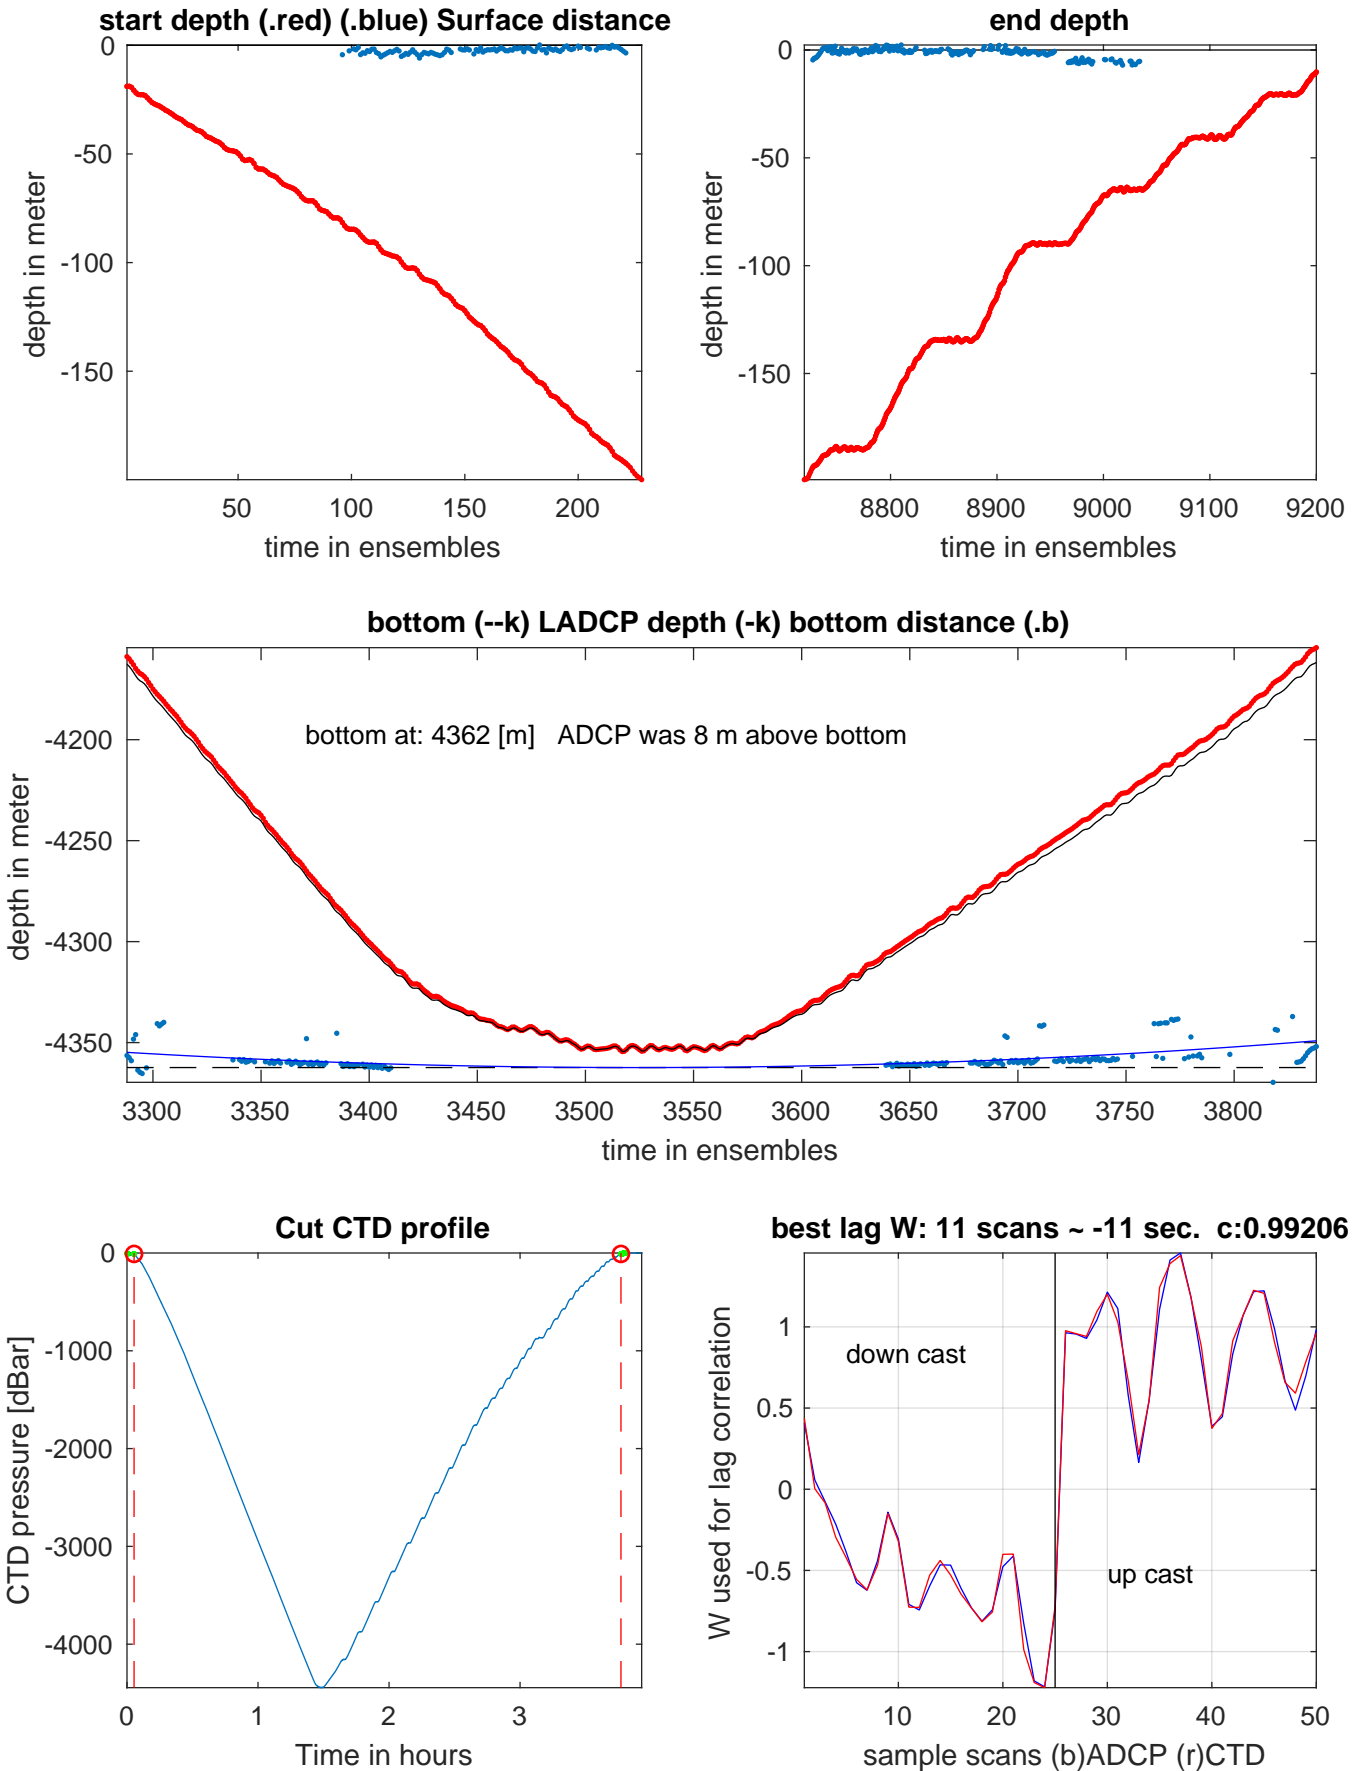 start depth (.red) (.blue) Surface distance
0
-50
-100
-150
depth in meter
50
100
150
200
time in ensembles
end depth
0
-50
-100
-150
depth in meter
8800
8900
9000
9100
9200
time in ensembles
bottom (--k) LADCP depth (-k) bottom distance (.b)
bottom at: 4362 [m]   ADCP was 8 m above bottom
-4200
-4250
-4300
-4350
depth in meter
3300
3350
3400
3450
3500
3550
3600
3650
3700
3750
3800
time in ensembles
Cut CTD profile
0
-1000
-2000
-3000
-4000
CTD pressure [dBar]
0
1
2
3
Time in hours
best lag W: 11 scans ~ -11 sec.  c:0.99206
down cast
up cast
1
0.5
0
-0.5
-1
W used for lag correlation
10
20
30
40
50
sample scans (b)ADCP (r)CTD